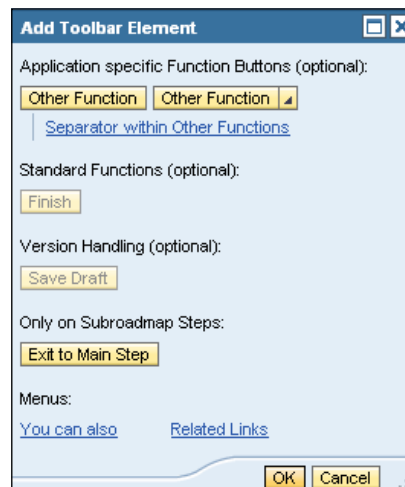 Add Toolbar Element
Application specific Function Buttons (optional):
Other Function Other Function
Separator within Other Functions
Standard Functions (optional):
Finish
Version Handling (optional):
Save Draft
Only on Subroadmap Steps:
Exit to Main Step
Menus:
You can also Related Links
OK Cancel